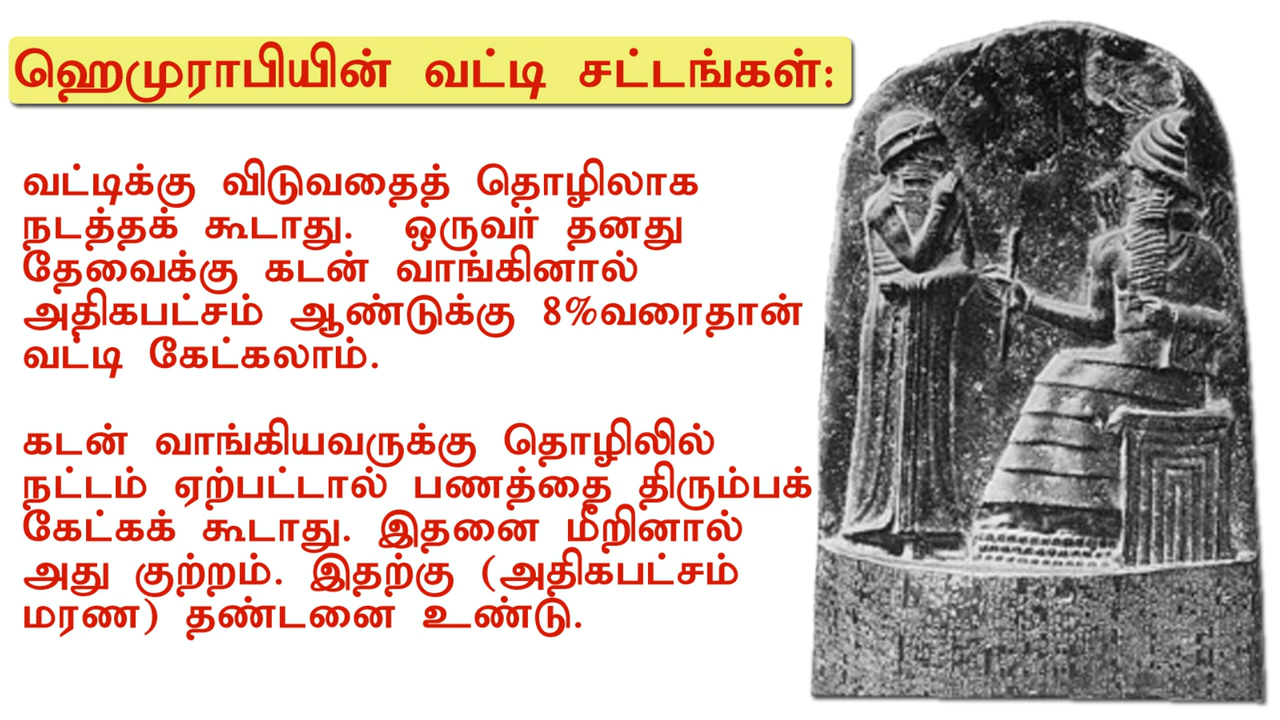 ஹெமுராபியின் வட்டி சட்டங்கள்:
வட்டிக்கு விடுவதைத் தொழிலாக
நடத்தக் கூடாது. ஒருவர் தனது
தேவைக்கு கடன் வாங்கினால்
அதிகபட்சம் ஆண்டுக்கு 8%வரைதான்
வட்டி கேட்கலாம்.
கடன் வாங்கியவருக்கு தொழிலில்
நட்டம் ஏற்பட்டால் பணத்தை திரும்பக்
கேட்கக் கூடாது. இதனை மீறினால்
அது குற்றம். இதற்கு (அதிகபட்சம்
மரண) தண்டனை உண்டு.